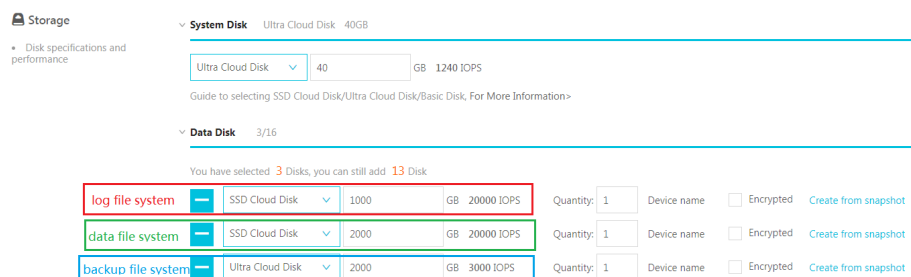 Storage
Disk specifications and
performance
System Disk Ultra Cloud Disk 40GB
Ultra Cloud Disk 40 GB 1240 IOPS
Guide to selecting SSD Cloud Disk/Ultra Cloud Disk/Basic Disk, For More Information>
Data Disk 3/16
You have selected 3 Disks, you can still add 13 Disk
log file system SSD Cloud Disk 1000 GB 20000 IOPS Quantity: 1 Device name Encrypted Create from snapshot
data file system SSD Cloud Disk 2000 GB 20000 IOPS Quantity: 1 Device name Encrypted Create from snapshot
backup file system Ultra Cloud Disk 2000 GB 3000 IOPS Quantity: 1 Device name Encrypted Create from snapshot